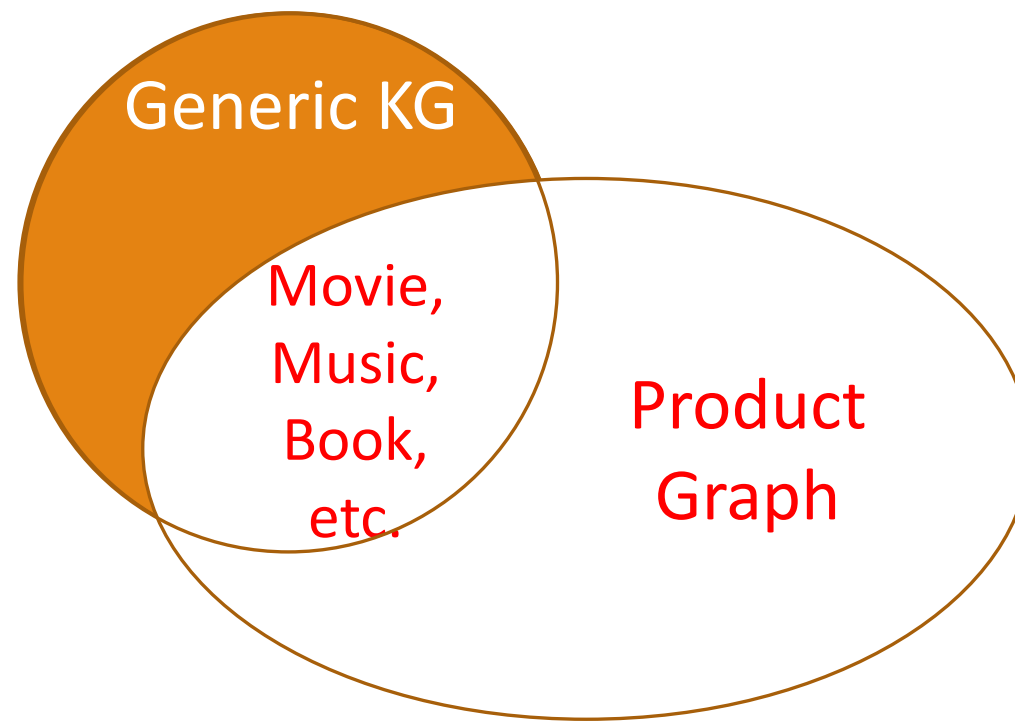 Generic KG
Movie,
Music,
Book,
etc.
Product
Graph